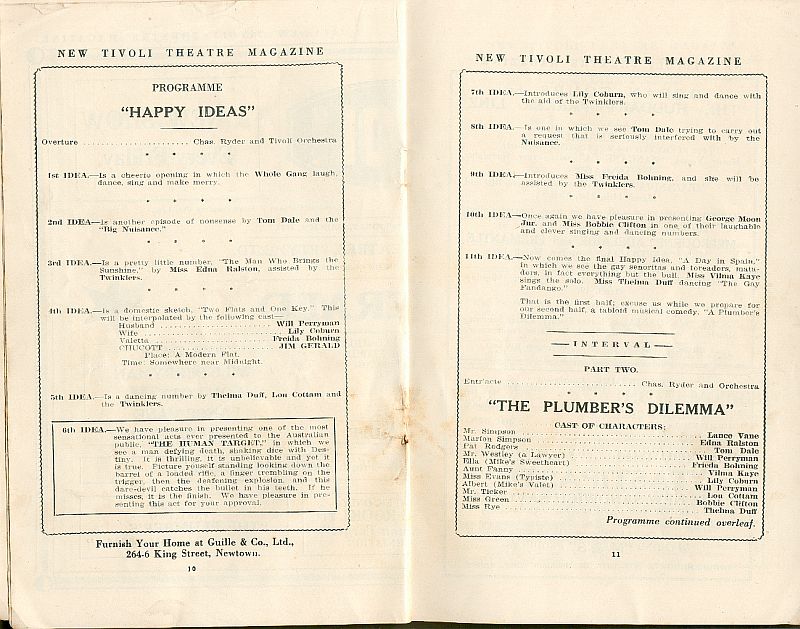 NEW TIVOLI THEATRE MAGAZINE
PROGRAMME
"HAPPY IDEAS"
Overture ........................ Chas. Ryder and Tivoli Orchestra
* * * *
1st IDEA.—Is a cheerio opening in which the Whole Gang laugh,
dance, sing and make merry.
* * * *
2nd IDEA—Is another episode of nonsense by Tom Dale and the
"Big Nuisance."
* * * *
3rd IDEA.—Is a pretty little number, "The Man Who Brings the
Sunshine," by Miss Edna Ralston, assisted by the
Twinklers.
* * * *
4th IDEA.—Is a domestic sketch, "Two Flats and One Key." This
will be interpolated by the following cast—
Husband ........................ Will Perryman
Wife ........................ Lily Coburn
Valetta ........................ Freida Bohning
CHUCOTT ........................ JIM GERALD
Place: A Modern Flat.
Time: Somewhere near Midnight.
* * * *
5th IDEA.—Is a dancing number by Thelma Duff, Lou Cottam and
the Twinklers.
6th IDEA.—We have pleasure in presenting one of the most
sensational acts ever presented to the Australian
public, "THE HUMAN TARGET," in which we
see a man defying death, shaking dice with Des-
tiny. It is thrilling, it is unbelievable and yet it
is true. Picture yourself standing looking down the
barrel of a loaded rifle, a finger trembling on the
trigger, then the deafening explosion, and this
dare-devil catches the bullet in his teeth. If he
misses, it is the finish. We have pleasure in pre-
senting this act for your approval.
Furnish Your Home at Guille & Co., Ltd.,
264-6 King Street, Newtown.
10
NEW TIVOLI THEATRE MAGAZINE
7th IDEA.—Introduces Lily Coburn, who will sing and dance with
the aid of the Twinklers.
* * * *
8th IDEA.—Is one in which we see Tom Dale trying to carry out
a request that is seriously interfered with by the
Nuisance.
* * * *
9th IDEA.—Introduces Miss Freida Bohning, and she will be
assisted by the Twinklers.
* * * *
10th IDEA—Once again we have pleasure in presenting George Moon
Jur. and Miss Bobbie Clifton in one of their laughable
and clever singing and dancing numbers.
* * * *
11th IDEA—Now comes the final Happy Idea, "A Day in Spain,"
in which we see the gay senoritas and toreadors, mata-
dors, in fact everything but the bull. Miss Vilma Kaye
sings the solo. Miss Thelma Duff dancing "The Gay
Fandango."
That is the first half; excuse us while we prepare for
our second half, a tabloid musical comedy, "A Plumber's
Dilemma."
—INTERVAL—
PART TWO.
Entr'acte ........................ Chas. Ryder and Orchestra
* * * *
"THE PLUMBER'S DILEMMA"
CAST OF CHARACTERS:
Mr. Simpson ........................ Lance Vane
Marion Simpson ........................ Edna Ralston
Pat Rodgers ........................ Tom Dale
Mr. Westley (a Lawyer) ........................ Will Perryman
Ella (Mike's Sweetheart) ........................ Frieda Bohning
Aunt Fanny ........................ Vilma Kaye
Miss Evans (Typiste) ........................ Lily Coburn
Albert (Mike's Valet) ........................ Will Perryman
Mr. Ticker ........................ Lou Cottam
Miss Green ........................ Bobbie Clifton
Miss Rye ........................ Thelma Duff
Programme continued overleaf.
11